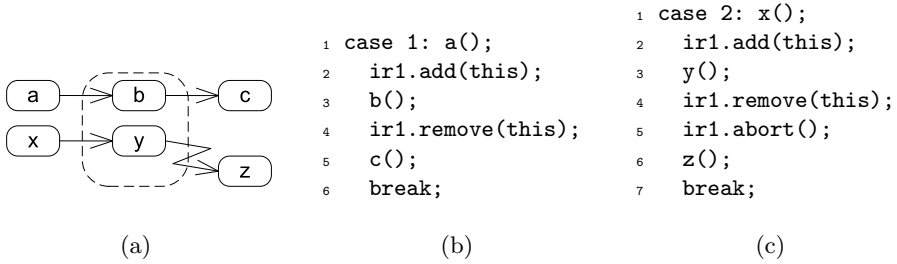 a b c
x y
z
(a)
1 case 1: a();
2 ir1.add(this);
3 b();
4 ir1.remove(this);
5 c();
6 break;
(b)
1 case 2: x();
2 ir1.add(this);
3 y();
4 ir1.remove(this);
5 ir1.abort();
6 z();
7 break;
(c)